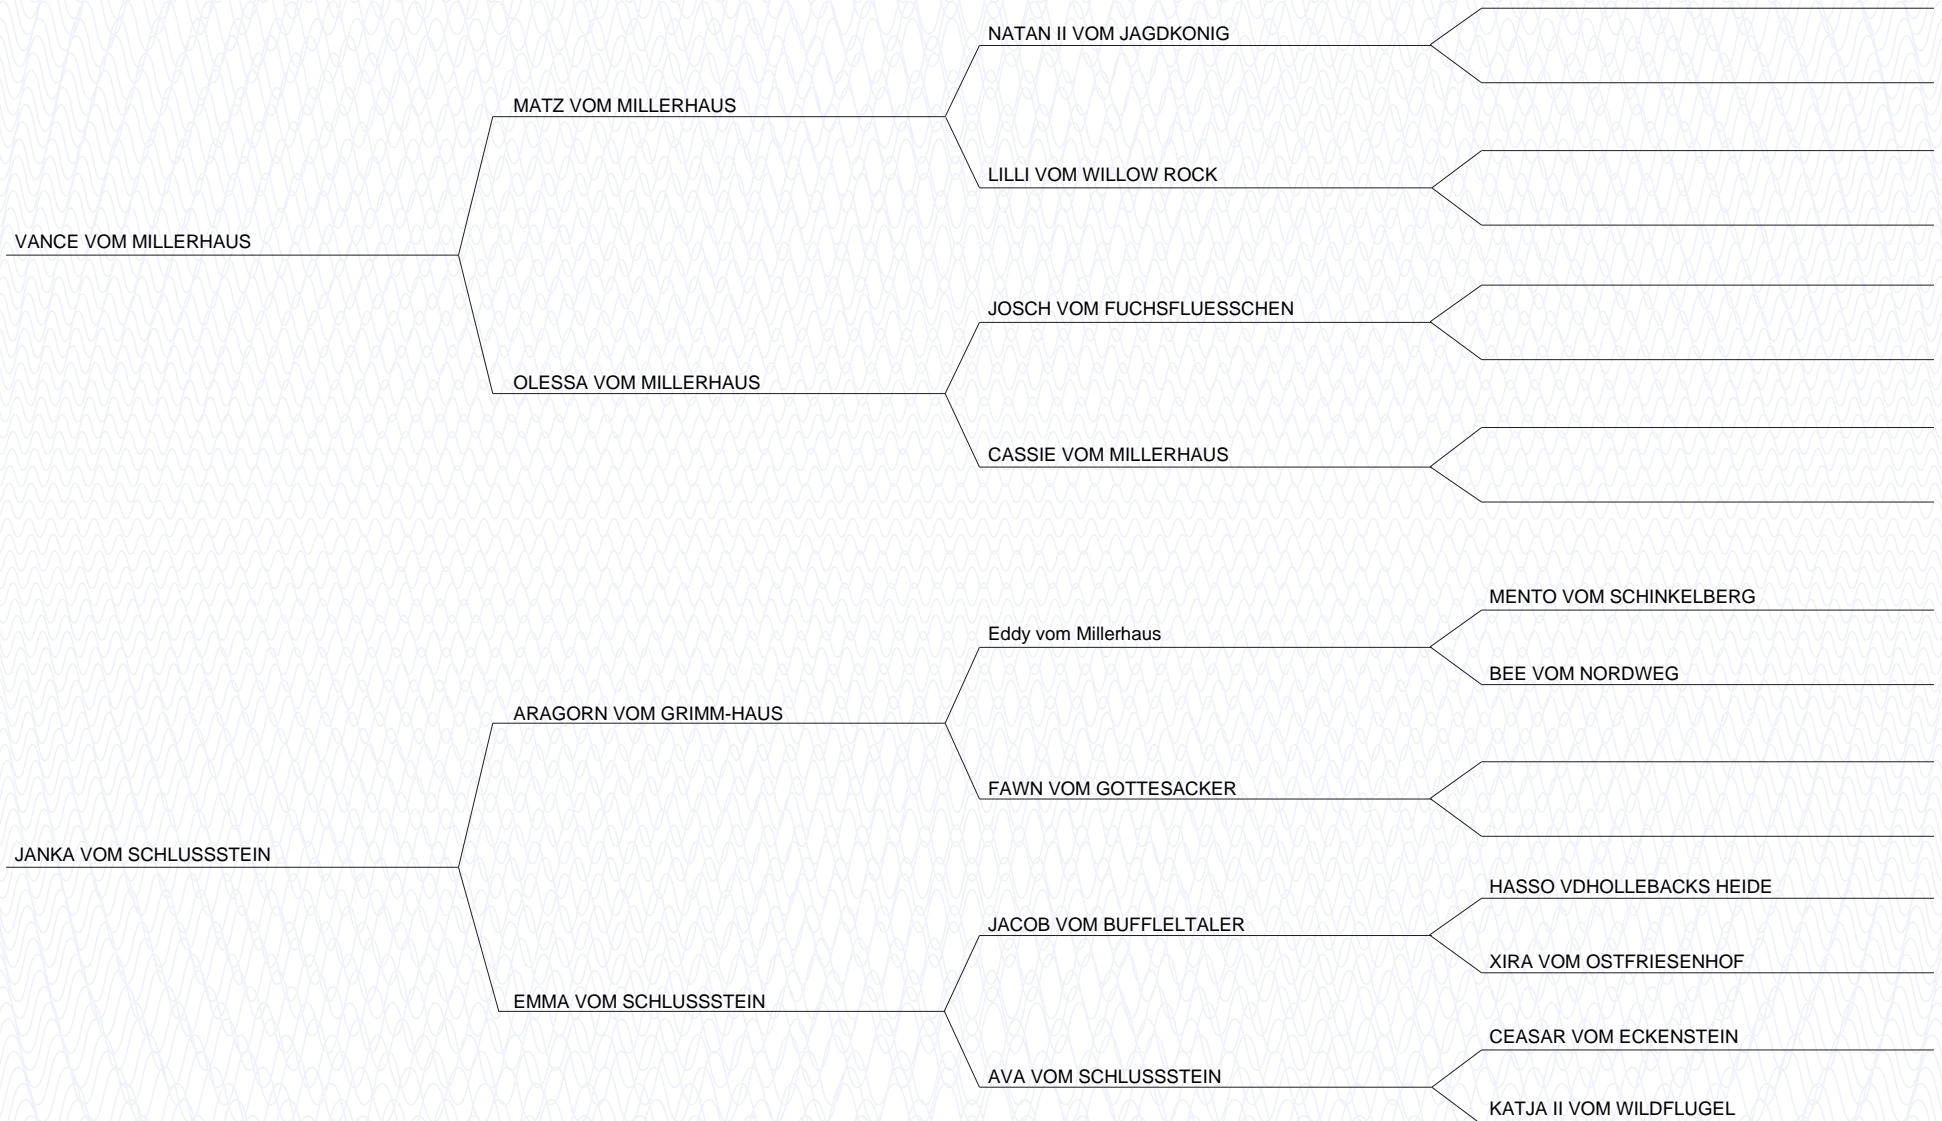 NATAN II VOM JAGDKONIG
MATZ VOM MILLERHAUS
LILLI VOM WILLOW ROCK
VANCE VOM MILLERHAUS
JOSCH VOM FUCHSFLUESSCHEN
OLESSA VOM MILLERHAUS
CASSIE VOM MILLERHAUS
MENTO VOM SCHINKELBERG
Eddy vom Millerhaus
BEE VOM NORDWEG
ARAGORN VOM GRIMM-HAUS
FAWN VOM GOTTESACKER
JANKA VOM SCHLUSSSTEIN
HASSO VDHOLLEBACKS HEIDE
JACOB VOM BUFFLELTALER
XIRA VOM OSTFRIESENHOF
EMMA VOM SCHLUSSSTEIN
CEASAR VOM ECKENSTEIN
AVA VOM SCHLUSSSTEIN
KATJA II VOM WILDFLUGEL